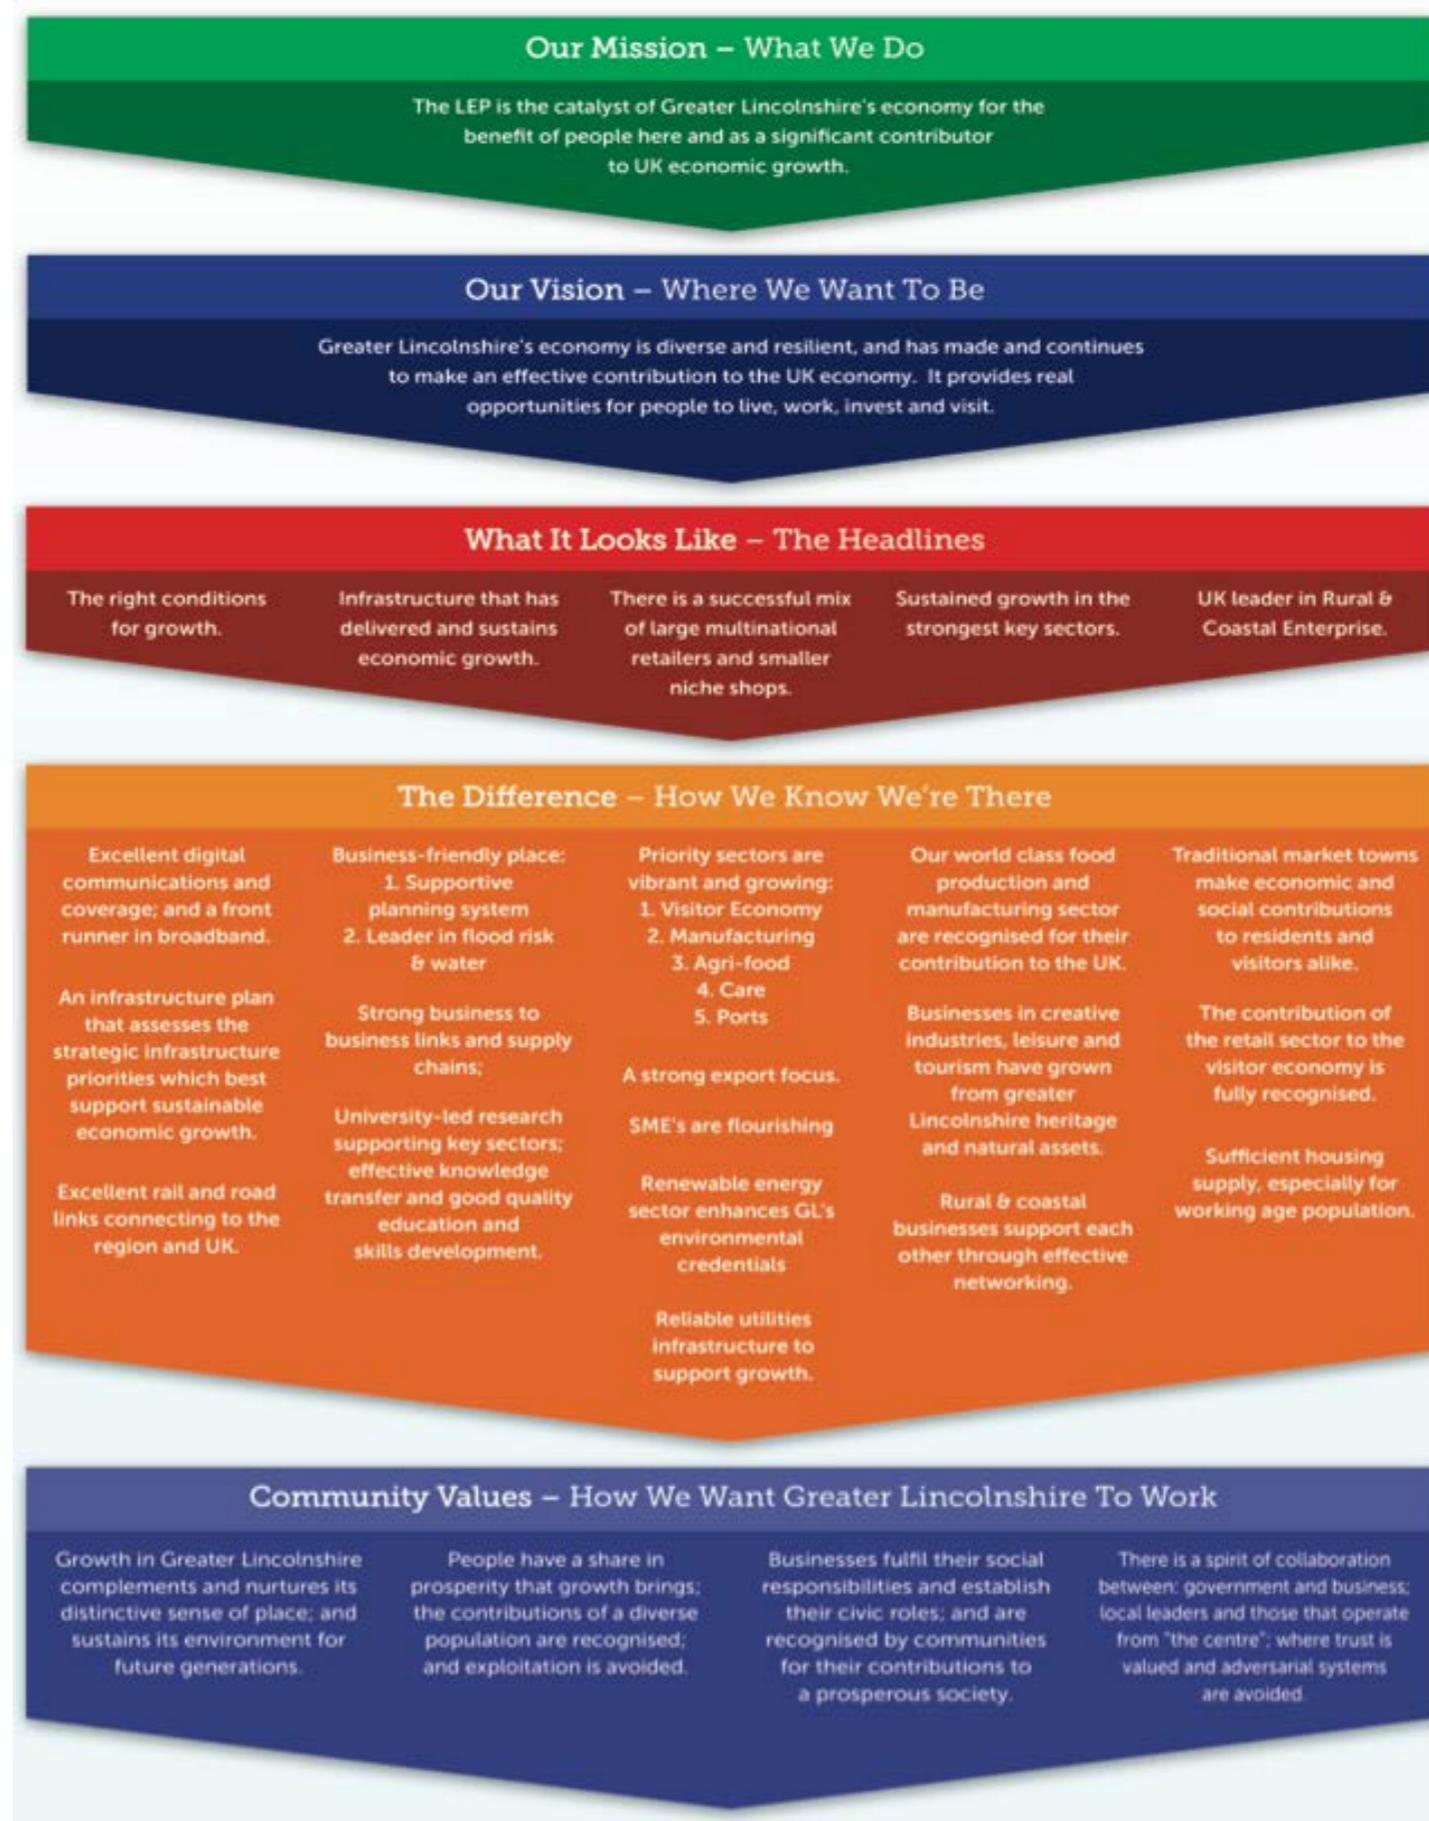 Our Mission – What We Do
The LEP is the catalyst of Greater Lincolnshire's economy for the
benefit of people here and as a significant contributor
to UK economic growth.
Our Vision – Where We Want To Be
Greater Lincolnshire's economy is diverse and resilient, and has made and continues
to make an effective contribution to the UK economy. It provides real
opportunities for people to live, work, invest and visit.
What It Looks Like – The Headlines
The right conditions
for growth.
Infrastructure that has
delivered and sustains
economic growth.
There is a successful mix
of large multinational
retailers and smaller
niche shops.
Sustained growth in the
strongest key sectors.
UK leader in Rural &
Coastal Enterprise.
The Difference – How We Know We're There
Excellent digital
communications and
coverage; and a front
runner in broadband.
An infrastructure plan
that assesses the
strategic infrastructure
priorities which best
support sustainable
economic growth.
Excellent rail and road
links connecting to the
region and UK.
Business-friendly place:
1. Supportive
planning system
2. Leader in flood risk
& water
Strong business to
business links and supply
chains;
University-led research
supporting key sectors;
effective knowledge
transfer and good quality
education and
skills development.
Priority sectors are
vibrant and growing:
1. Visitor Economy
2. Manufacturing
3. Agri-food
4. Care
5. Ports
A strong export focus.
SME's are flourishing
Renewable energy
sector enhances GL's
environmental
credentials
Reliable utilities
infrastructure to
support growth.
Our world class food
production and
manufacturing sector
are recognised for their
contribution to the UK.
Businesses in creative
industries, leisure and
tourism have grown
from greater
Lincolnshire heritage
and natural assets.
Rural & coastal
businesses support each
other through effective
networking.
Traditional market towns
make economic and
social contributions
to residents and
visitors alike.
The contribution of
the retail sector to the
visitor economy is
fully recognised.
Sufficient housing
supply, especially for
working age population.
Community Values – How We Want Greater Lincolnshire To Work
Growth in Greater Lincolnshire
complements and nurtures its
distinctive sense of place; and
sustains its environment for
future generations.
People have a share in
prosperity that growth brings;
the contributions of a diverse
population are recognised;
and exploitation is avoided.
Businesses fulfil their social
responsibilities and establish
their civic roles; and are
recognised by communities
for their contributions to
a prosperous society.
There is a spirit of collaboration
between: government and business;
local leaders and those that operate
from "the centre"; where trust is
valued and adversarial systems
are avoided.